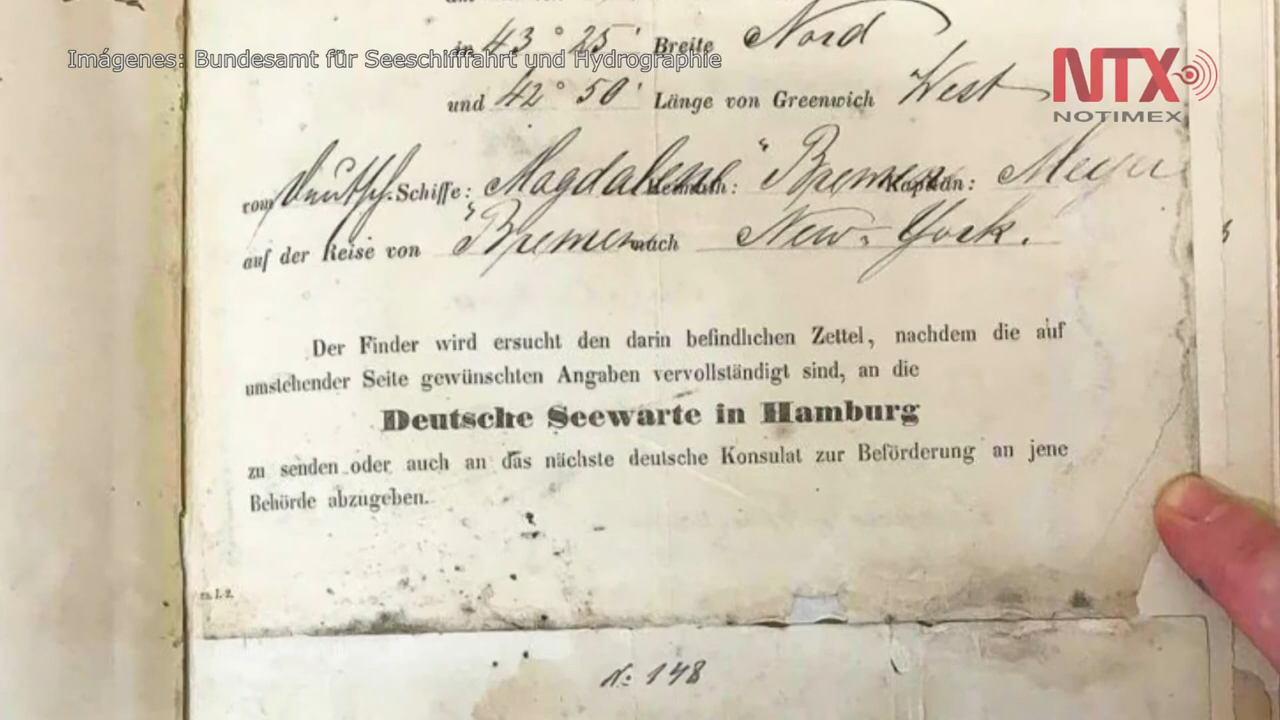 in 43° 25' Breite Nord
Imágenes: Bundesamt für Seeschifffahrt und Hydrographie
NTX
NOTIMEX
und 42° 50' Länge von Greenwich West
vom deutsch. Schiffe: Magdalene Heimath: "Bremen Kapitän: Meyer
auf der Reise von "Bremen nach New-York.
Der Finder wird ersucht den darin befindlichen Zettel, nachdem die auf
umstehender Seite gewünschten Angaben vervollständigt sind, an die
Deutsche Seewarte in Hamburg
zu senden oder auch an das nächste deutsche Konsulat zur Beförderung an jene
Behörde abzugeben.
N: 148